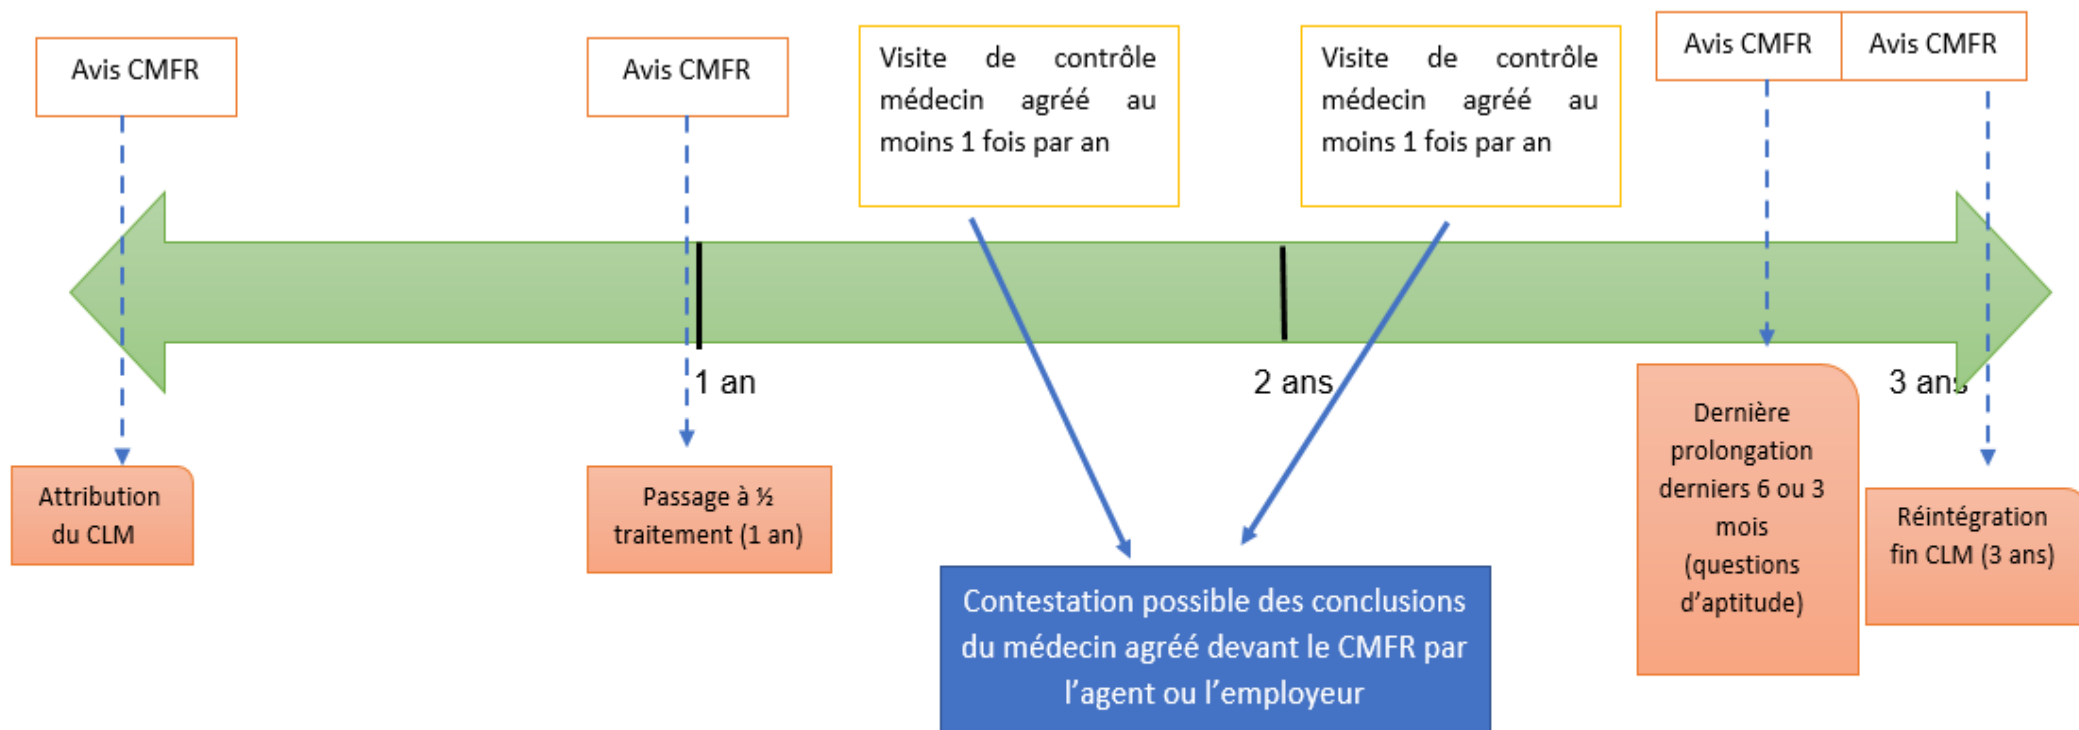 Avis CMFR
Avis CMFR
Visite de contrôle
médecin agréé au
moins 1 fois par an
Visite de contrôle
médecin agréé au
moins 1 fois par an
Avis CMFR
Avis CMFR
1 an
2 ans
3 ans
Attribution
du CLM
Passage à ½
traitement (1 an)
Contestation possible des conclusions
du médecin agréé devant le CMFR par
l’agent ou l’employeur
Dernière
prolongation
derniers 6 ou 3
mois
(questions
d’aptitude)
Réintégration
fin CLM (3 ans)